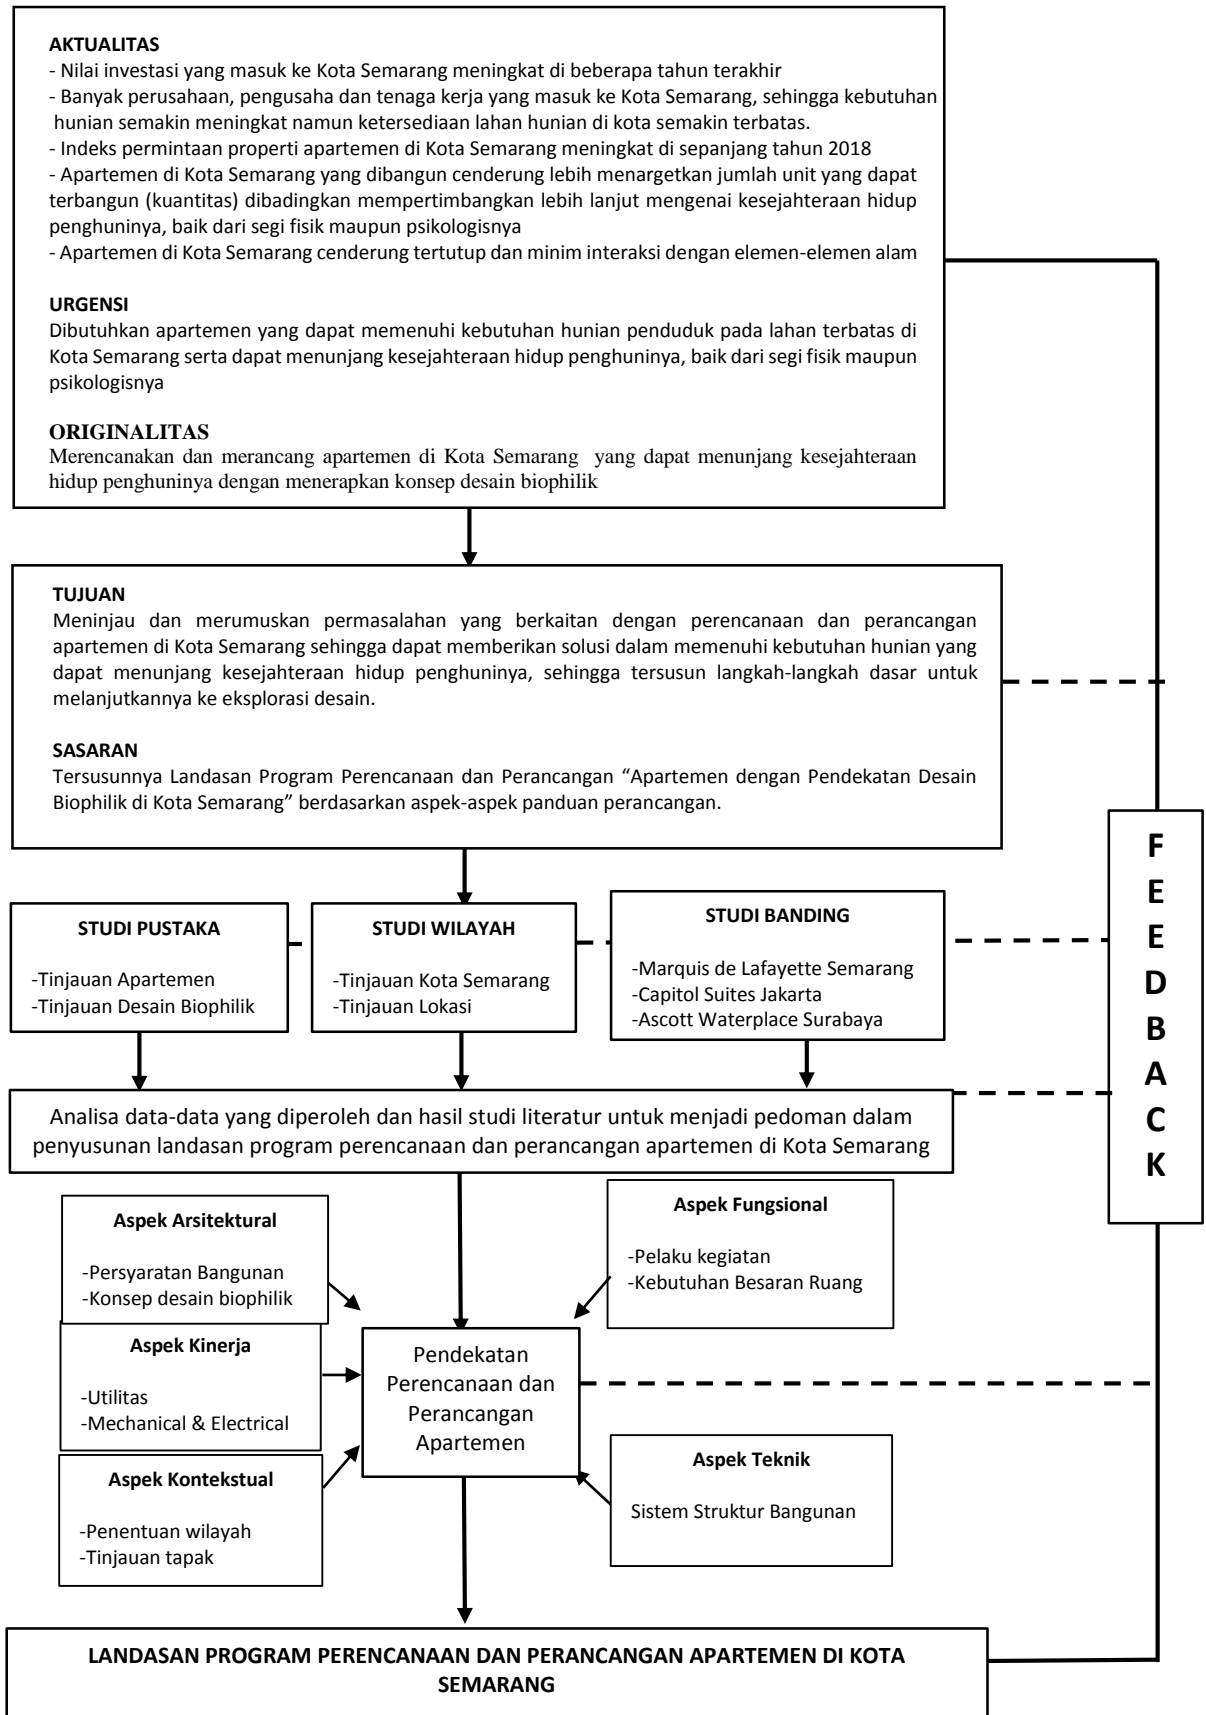 AKTUALITAS
- Nilai investasi yang masuk ke Kota Semarang meningkat di beberapa tahun terakhir
- Banyak perusahaan, pengusaha dan tenaga kerja yang masuk ke Kota Semarang, sehingga kebutuhan
hunian semakin meningkat namun ketersediaan lahan hunian di kota semakin terbatas.
- Indeks permintaan properti apartemen di Kota Semarang meningkat di sepanjang tahun 2018
- Apartemen di Kota Semarang yang dibangun cenderung lebih menargetkan jumlah unit yang dapat
terbangun (kuantitas) dibadingkan mempertimbangkan lebih lanjut mengenai kesejahteraan hidup
penghuninya, baik dari segi fisik maupun psikologisnya
- Apartemen di Kota Semarang cenderung tertutup dan minim interaksi dengan elemen-elemen alam
URGENSI
Dibutuhkan apartemen yang dapat memenuhi kebutuhan hunian penduduk pada lahan terbatas di
Kota Semarang serta dapat menunjang kesejahteraan hidup penghuninya, baik dari segi fisik maupun
psikologisnya
ORIGINALITAS
Merencanakan dan merancang apartemen di Kota Semarang yang dapat menunjang kesejahteraan
hidup penghuninya dengan menerapkan konsep desain biophilik
TUJUAN
Meninjau dan merumuskan permasalahan yang berkaitan dengan perencanaan dan perancangan
apartemen di Kota Semarang sehingga dapat memberikan solusi dalam memenuhi kebutuhan hunian yang
dapat menunjang kesejahteraan hidup penghuninya, sehingga tersusun langkah-langkah dasar untuk
melanjutkannya ke eksplorasi desain.
SASARAN
Tersusunnya Landasan Program Perencanaan dan Perancangan “Apartemen dengan Pendekatan Desain
Biophilik di Kota Semarang” berdasarkan aspek-aspek panduan perancangan.
STUDI PUSTAKA
-Tinjauan Apartemen
-Tinjauan Desain Biophilik
STUDI WILAYAH
-Tinjauan Kota Semarang
-Tinjauan Lokasi
STUDI BANDING
-Marquis de Lafayette Semarang
-Capitol Suites Jakarta
-Ascott Waterplace Surabaya
F
E
E
D
B
A
C
K
Analisa data-data yang diperoleh dan hasil studi literatur untuk menjadi pedoman dalam
penyusunan landasan program perencanaan dan perancangan apartemen di Kota Semarang
Aspek Arsitektural
-Persyaratan Bangunan
-Konsep desain biophilik
Aspek Fungsional
-Pelaku kegiatan
-Kebutuhan Besaran Ruang
Aspek Kinerja
-Utilitas
-Mechanical & Electrical
Pendekatan
Perencanaan dan
Perancangan
Apartemen
Aspek Kontekstual
-Penentuan wilayah
-Tinjauan tapak
Aspek Teknik
Sistem Struktur Bangunan
LANDASAN PROGRAM PERENCANAAN DAN PERANCANGAN APARTEMEN DI KOTA
SEMARANG